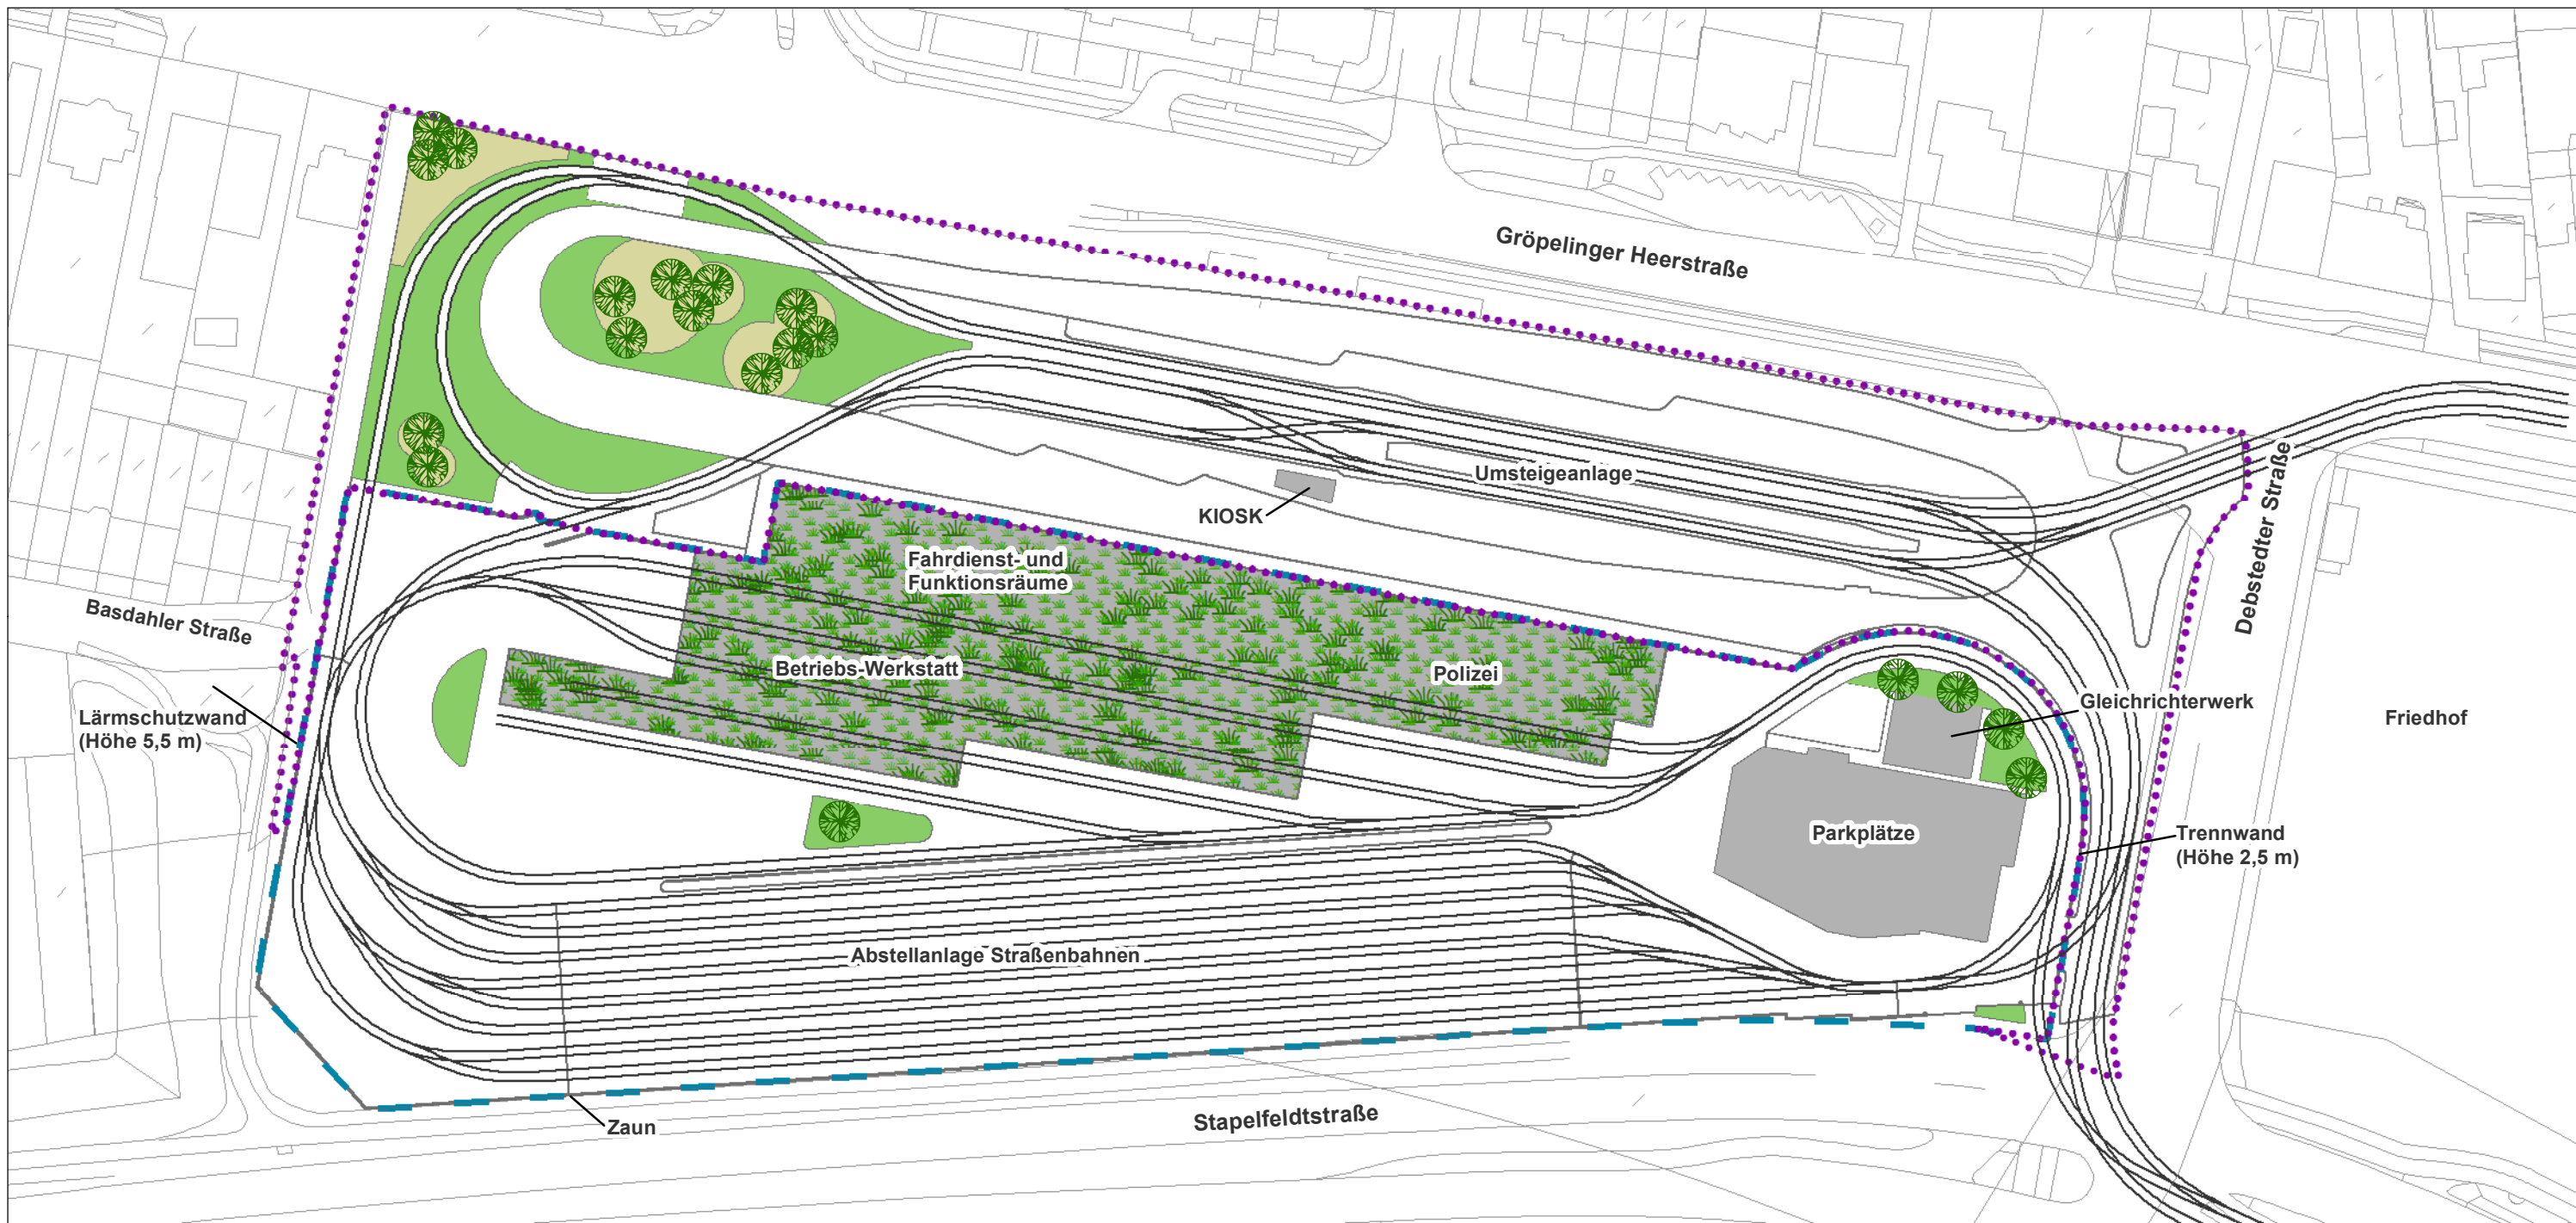 Gröpelinger Heerstraße
Umsteigeanlage
KIOSK
Debstedter Straße
Fahrdienst- und
Funktionsräume
Basdahler Straße
Betriebs-Werkstatt
Polizei
Gleichrichterwerk
Friedhof
Lärmschutzwand
(Höhe 5,5 m)
Parkplätze
Trennwand
(Höhe 2,5 m)
Abstellanlage Straßenbahnen
Stapelfeldtstraße
Zaun